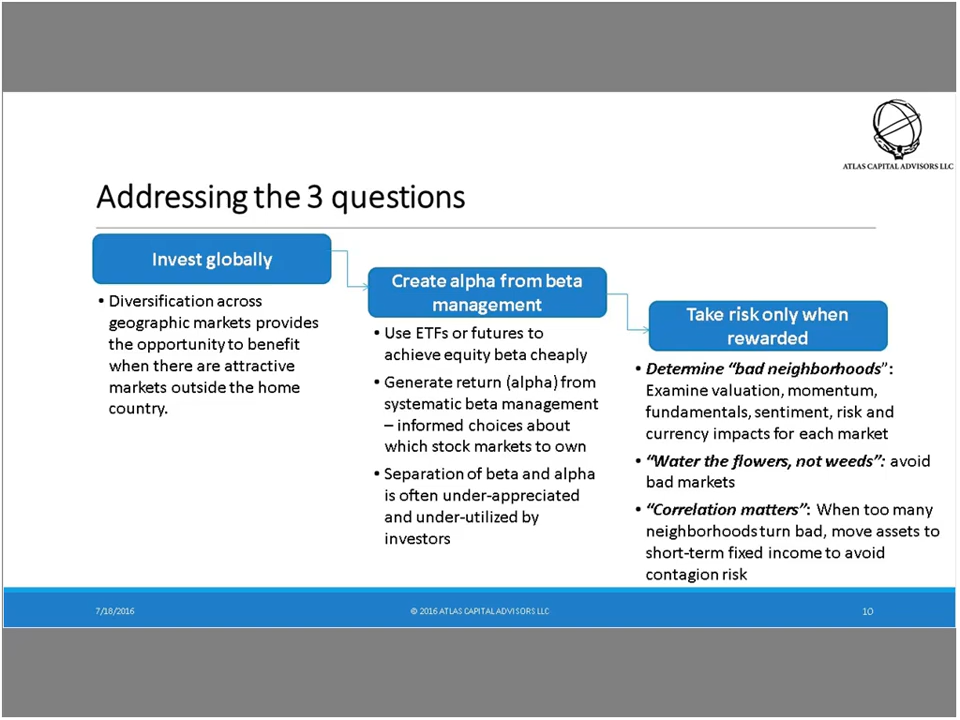 ATLAS CAPITAL ADVISORS LLC
Addressing the 3 questions
Invest globally
• Diversification across
geographic markets provides
the opportunity to benefit
when there are attractive
markets outside the home
country.
Create alpha from beta
management
• Use ETFs or futures to
achieve equity beta cheaply
• Generate return (alpha) from
systematic beta management
– informed choices about
which stock markets to own
• Separation of beta and alpha
is often under-appreciated
and under-utilized by
investors
Take risk only when
rewarded
• Determine “bad neighborhoods”:
Examine valuation, momentum,
fundamentals, sentiment, risk and
currency impacts for each market
• “Water the flowers, not weeds”: avoid
bad markets
• “Correlation matters”: When too many
neighborhoods turn bad, move assets to
short-term fixed income to avoid
contagion risk
7/18/2016
© 2016 ATLAS CAPITAL ADVISORS LLC
10